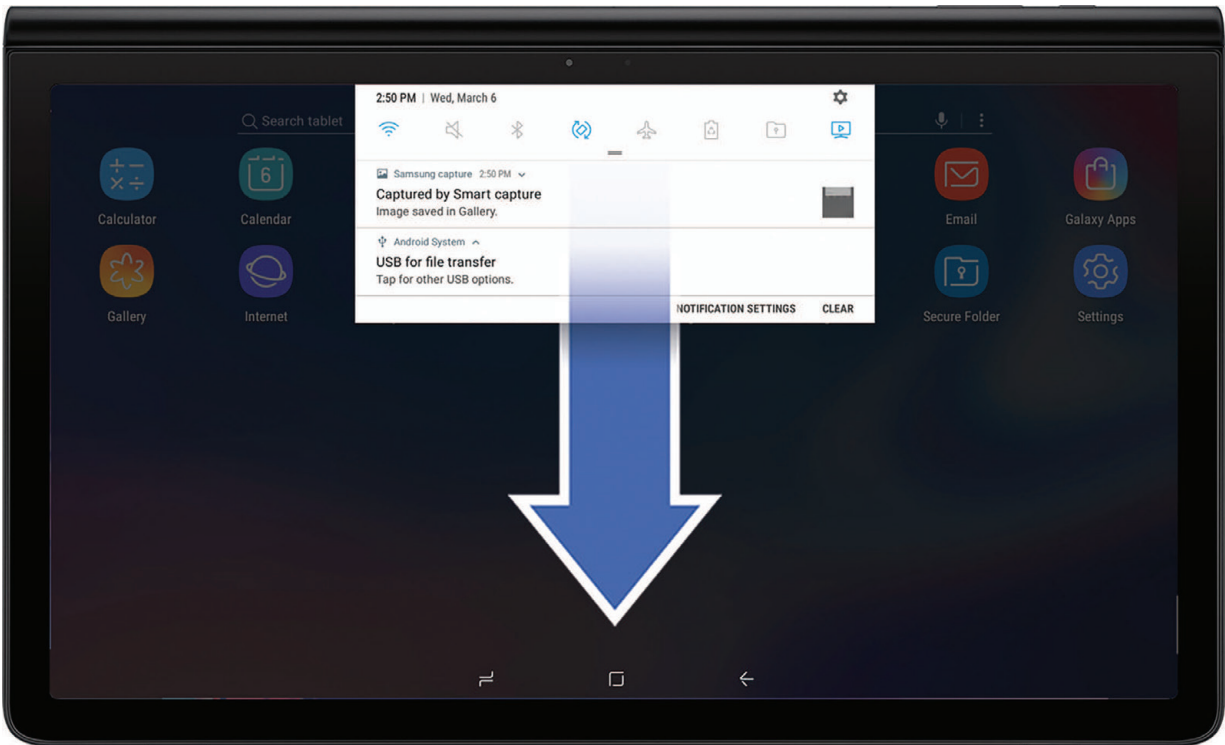 2:50 PM | Wed, March 6
Search tablet
6
Samsung capture 2:50 PM
Captured by Smart capture
Image saved in Gallery.
Android System
USB for file transfer
Tap for other USB options.
NOTIFICATION SETTINGS CLEAR
Calculator Calendar Email Galaxy Apps
Gallery Internet Secure Folder Settings